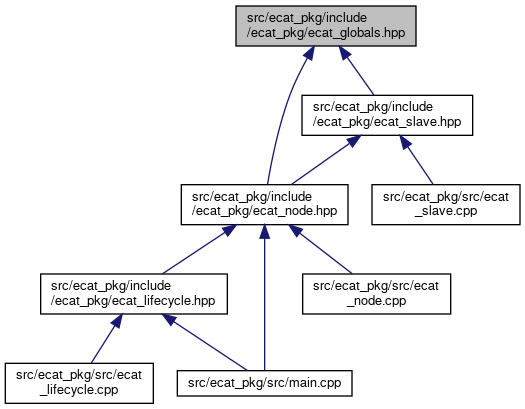 src/ecat_pkg/include
/ecat_pkg/ecat_globals.hpp
src/ecat_pkg/include
/ecat_pkg/ecat_slave.hpp
src/ecat_pkg/include
/ecat_pkg/ecat_node.hpp
src/ecat_pkg/src/ecat
_slave.cpp
src/ecat_pkg/include
/ecat_pkg/ecat_lifecycle.hpp
src/ecat_pkg/src/ecat
_node.cpp
src/ecat_pkg/src/ecat
_lifecycle.cpp
src/ecat_pkg/src/main.cpp